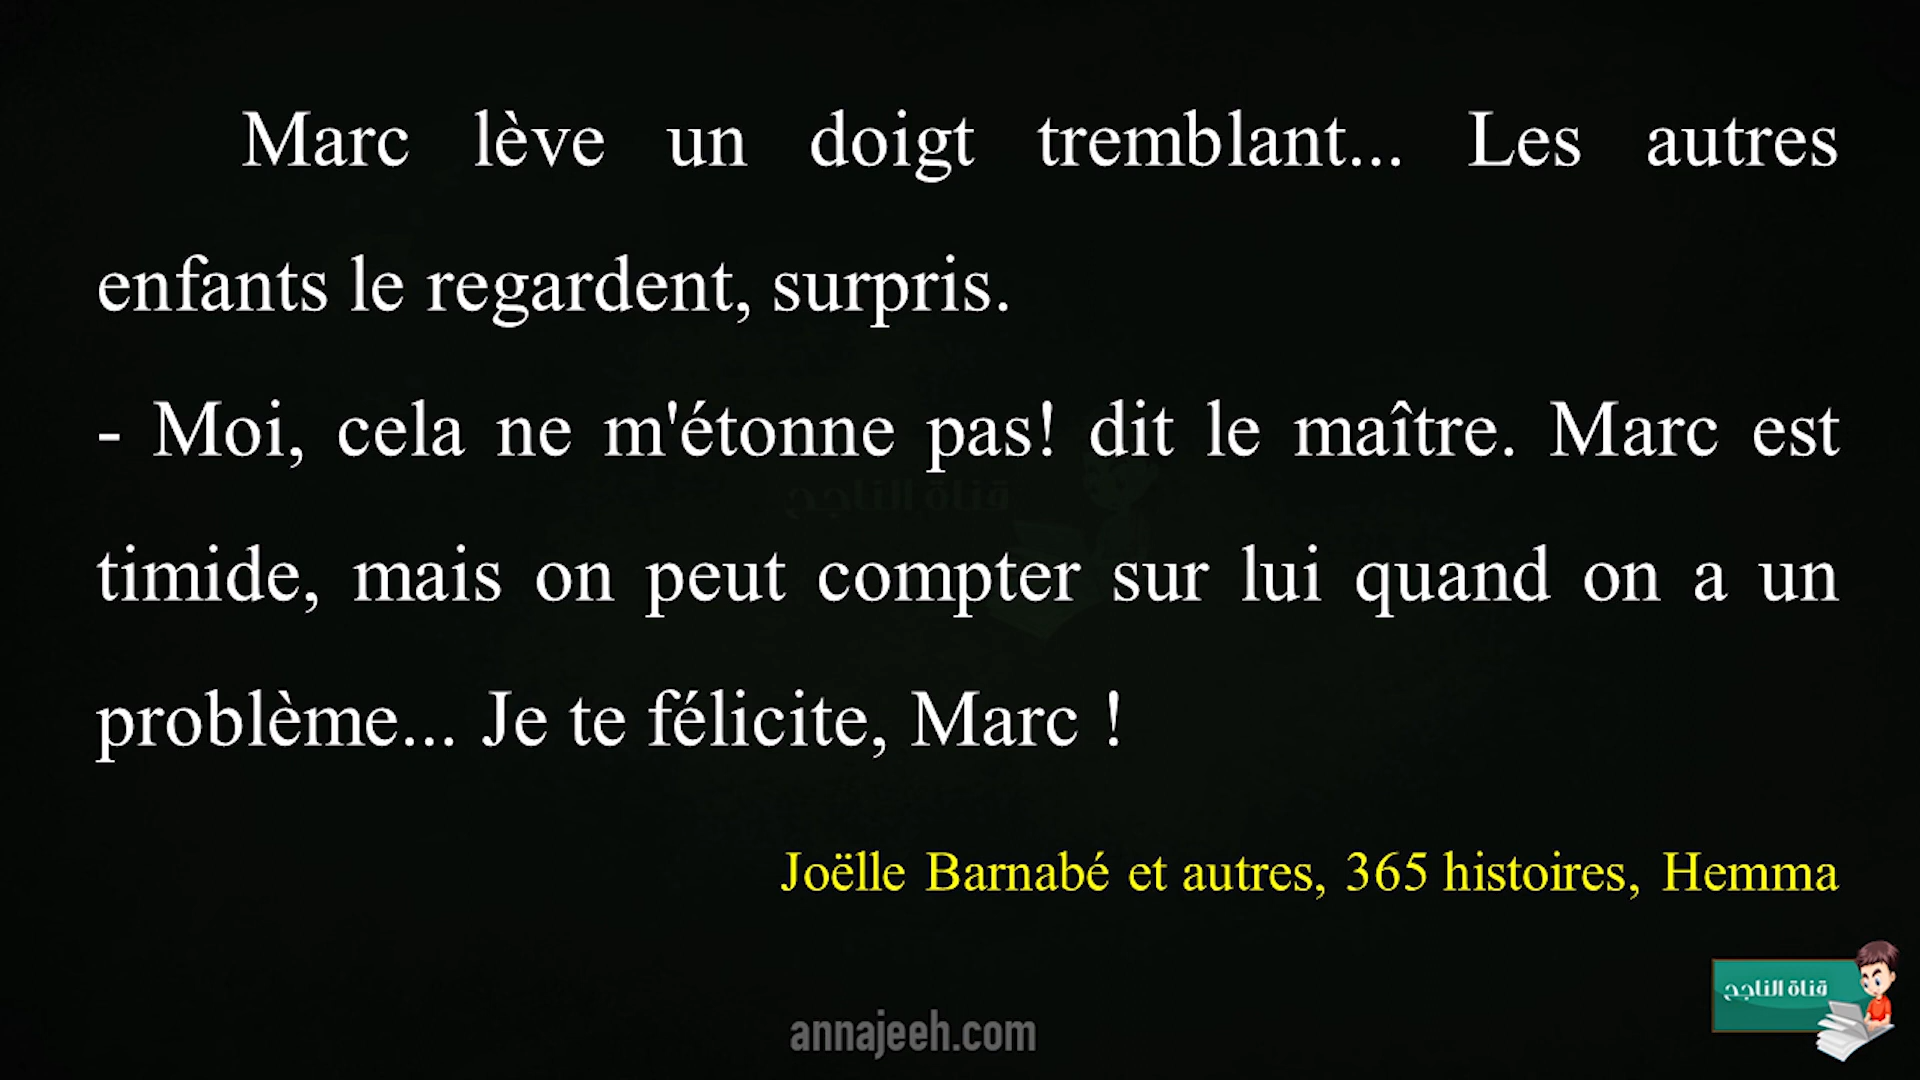 Marc lève un doigt tremblant... Les autres
enfants le regardent, surpris.
- Moi, cela ne m'étonne pas! dit le maître. Marc est
timide, mais on peut compter sur lui quand on a un
problème... Je te félicite, Marc !
Joëlle Barnabé et autres, 365 histoires, Hemma
قناة الناجح
annajeeh.com